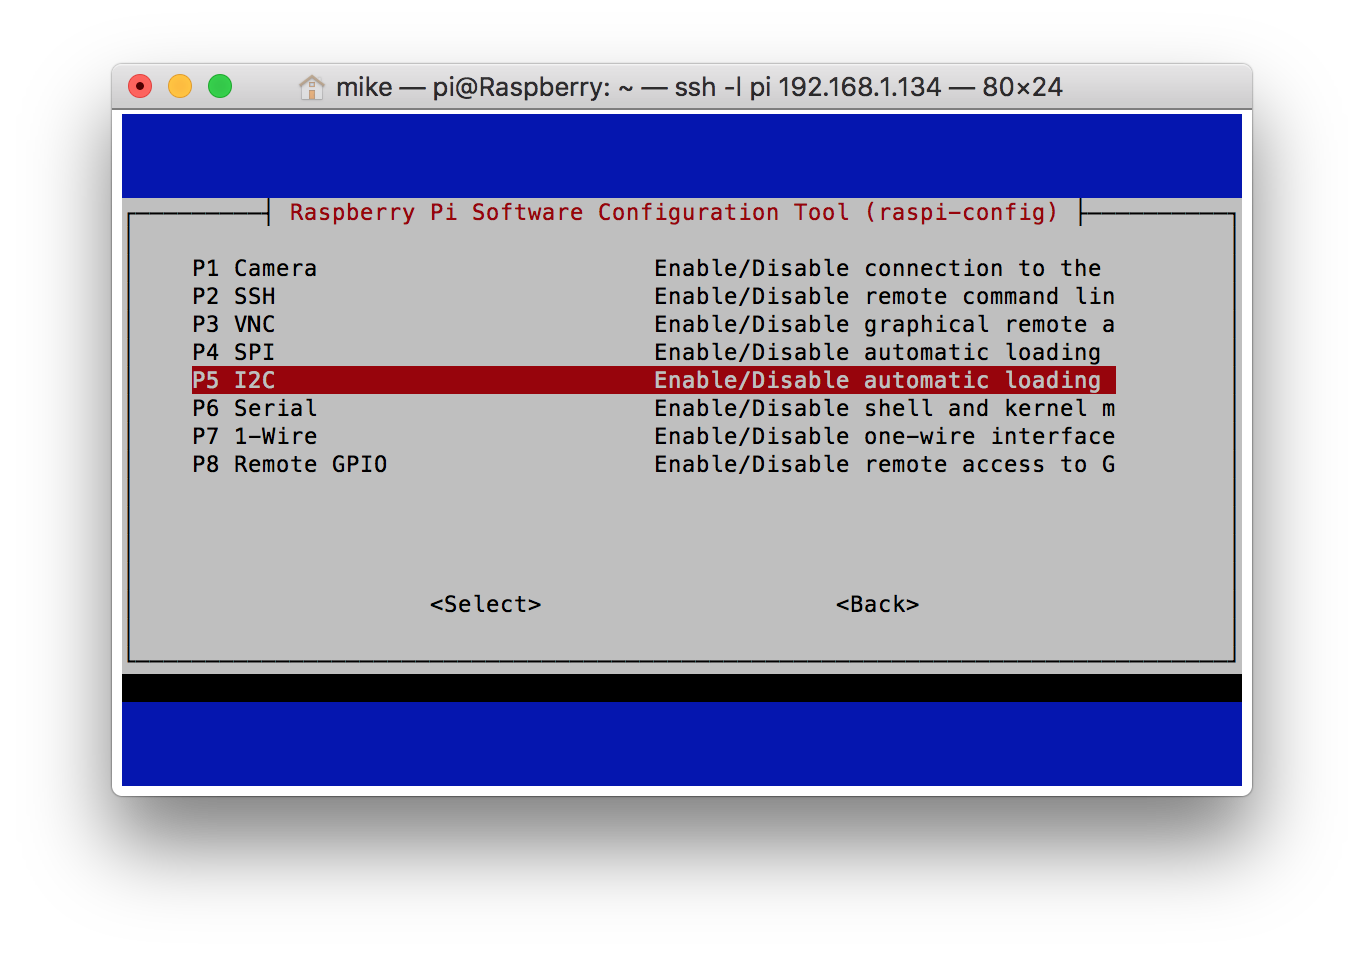 mike — pi@Raspberry: ~ — ssh -l pi 192.168.1.134 — 80×24
Raspberry Pi Software Configuration Tool (raspi-config)
P1 Camera Enable/Disable connection to the
P2 SSH Enable/Disable remote command lin
P3 VNC Enable/Disable graphical remote a
P4 SPI Enable/Disable automatic loading
P5 I2C Enable/Disable automatic loading
P6 Serial Enable/Disable shell and kernel m
P7 1-Wire Enable/Disable one-wire interface
P8 Remote GPIO Enable/Disable remote access to G
<Select> <Back>